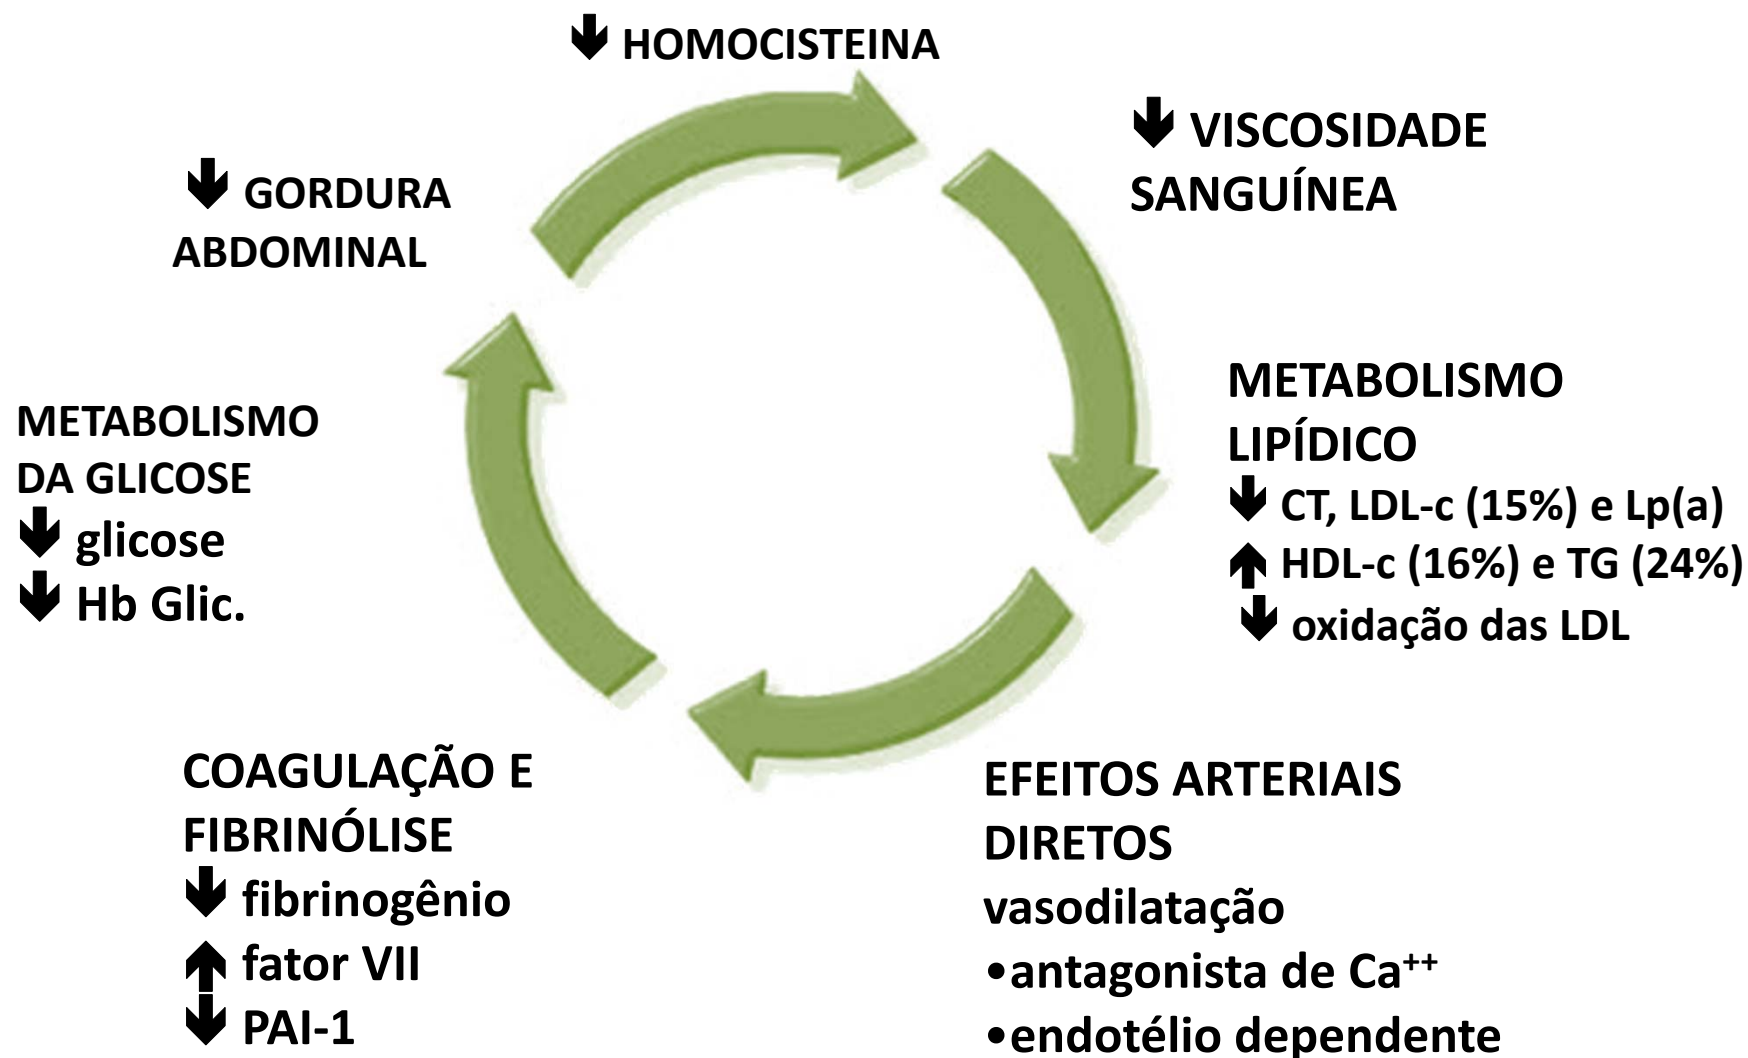 🡻 HOMOCISTEINA
🡻 VISCOSIDADE
SANGUÍNEA
METABOLISMO
LIPÍDICO
🡻 CT, LDL-c (15%) e Lp(a)
🡹 HDL-c (16%) e TG (24%)
🡻 oxidação das LDL
EFEITOS ARTERIAIS
DIRETOS
vasodilatação
•antagonista de Ca⁺⁺
•endotélio dependente
COAGULAÇÃO E
FIBRINÓLISE
🡻 fibrinogênio
🡹 fator VII
🡻 PAI-1
METABOLISMO
DA GLICOSE
🡻 glicose
🡻 Hb Glic.
🡻 GORDURA
ABDOMINAL